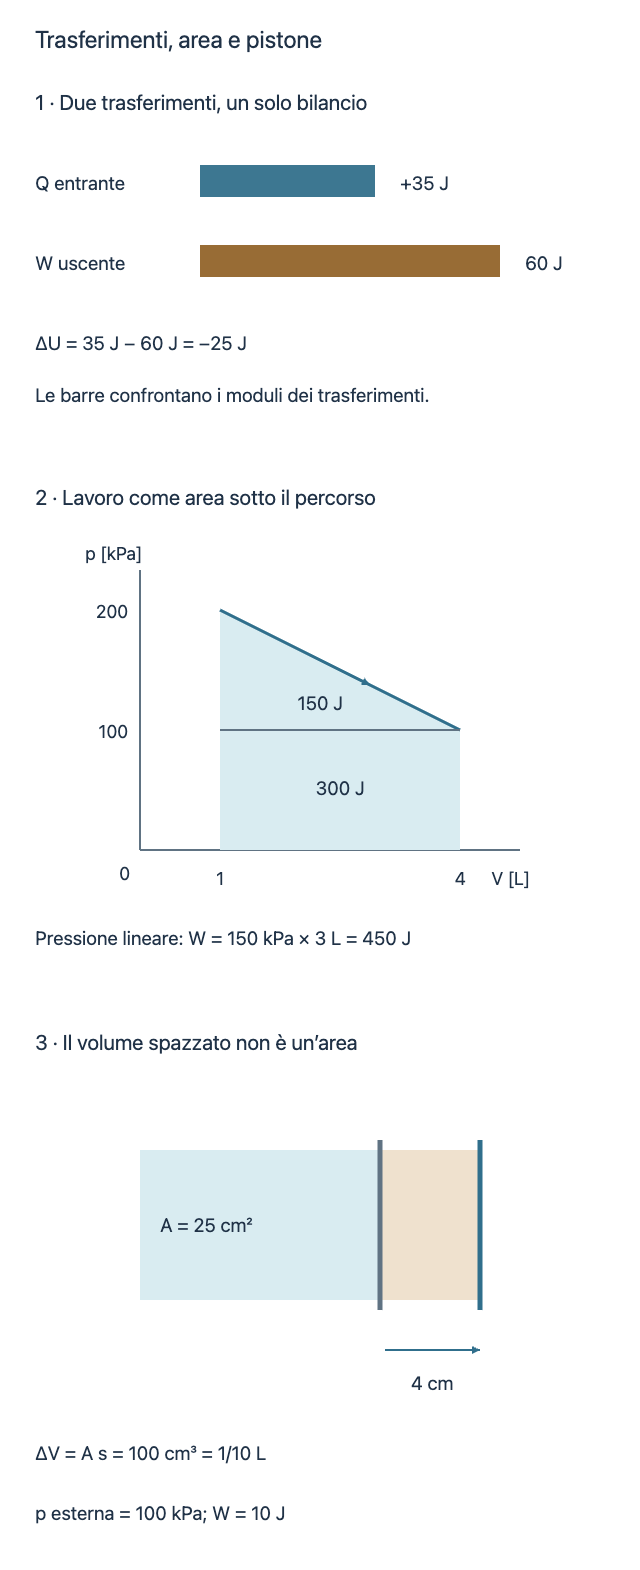 Trasferimenti, area e pistone
1 · Due trasferimenti, un solo bilancio
Q entrante +35 J
W uscente 60 J
ΔU = 35 J – 60 J = –25 J
Le barre confrontano i moduli dei trasferimenti.
2 · Lavoro come area sotto il percorso
p [kPa]
200
150 J
100
300 J
0
1 4 V [L]
Pressione lineare: W = 150 kPa × 3 L = 450 J
3 · Il volume spazzato non è un’area
A = 25 cm²
4 cm
ΔV = A s = 100 cm³ = 1/10 L
p esterna = 100 kPa; W = 10 J